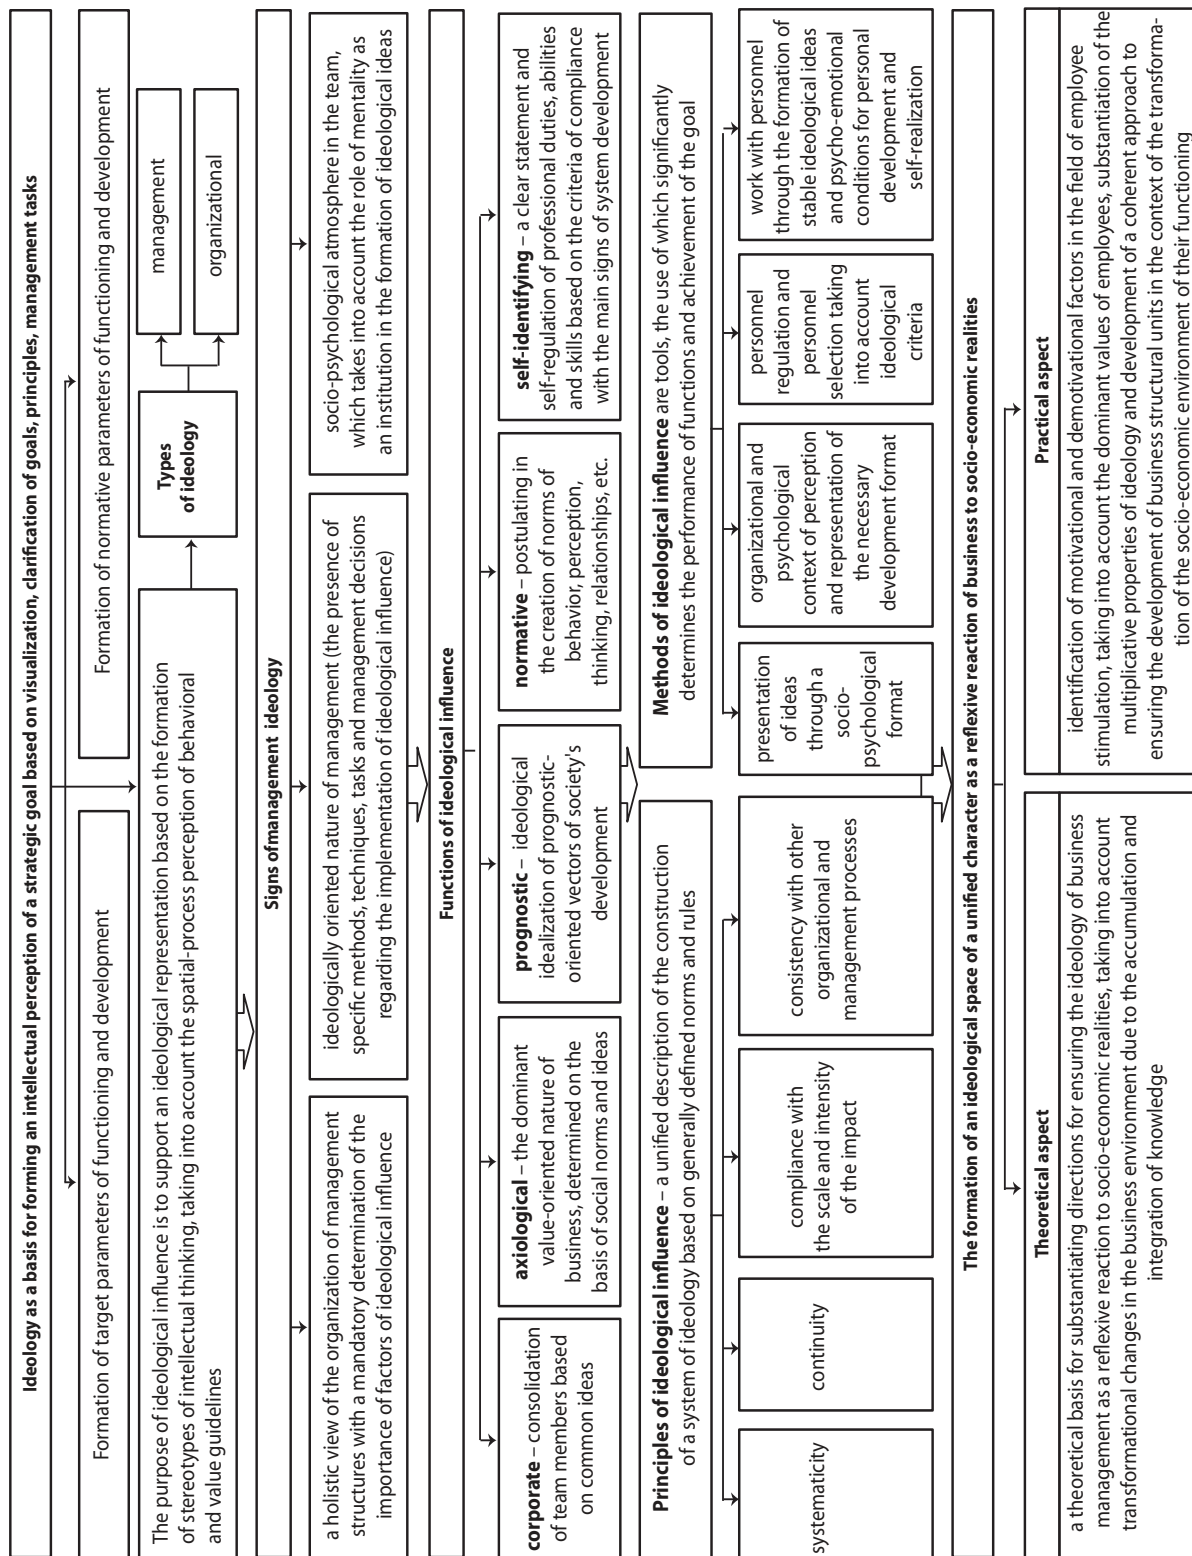 Ideology as a basis for forming an intellectual perception of a strategic goal based on visualization, clarification of goals, principles, management tasks
Formation of target parameters of functioning and development
Formation of normative parameters of functioning and development
The purpose of ideological influence is to support an ideological representation based on the formation
of stereotypes of intellectual thinking, taking into account the spatial-process perception of behavioral
and value guidelines
Types
of ideology
management
organizational
Signs of management ideology
a holistic view of the organization of management
structures with a mandatory determination of the
importance of factors of ideological influence
ideologically oriented nature of management (the presence of
specific methods, techniques, tasks and management decisions
regarding the implementation of ideological influence)
socio-psychological atmosphere in the team,
which takes into account the role of mentality as
an institution in the formation of ideological ideas
Functions of ideological influence
corporate – consolidation
of team members based
on common ideas
axiological – the dominant
value-oriented nature of
business, determined on the
basis of social norms and ideas
prognostic – ideological
idealization of prognostic-
oriented vectors of society's
development
normative – postulating in
the creation of norms of
behavior, perception,
thinking, relationships, etc.
self-identifying – a clear statement and
self-regulation of professional duties, abilities
and skills based on the criteria of compliance
with the main signs of system development
Principles of ideological influence – a unified description of the construction
of a system of ideology based on generally defined norms and rules
Methods of ideological influence are tools, the use of which significantly
determines the performance of functions and achievement of the goal
systematicity
continuity
compliance with
the scale and intensity
of the impact
consistency with other
organizational and
management processes
presentation
of ideas
through a
socio-
psychological
format
organizational and
psychological
context of perception
and representation of
the necessary
development format
personnel
regulation and
personnel
selection taking
into account
ideological
criteria
work with personnel
through the formation of
stable ideological ideas
and psycho-emotional
conditions for personal
development and
self-realization
The formation of an ideological space of a unified character as a reflexive reaction of business to socio-economic realities
Theoretical aspect
a theoretical basis for substantiating directions for ensuring the ideology of business
management as a reflexive reaction to socio-economic realities, taking into account
transformational changes in the business environment due to the accumulation and
integration of knowledge
Practical aspect
identification of motivational and demotivational factors in the field of employee
stimulation, taking into account the dominant values of employees, substantiation of the
multiplicative properties of ideology and development of a coherent approach to
ensuring the development of business structural units in the context of the transforma-
tion of the socio-economic environment of their functioning